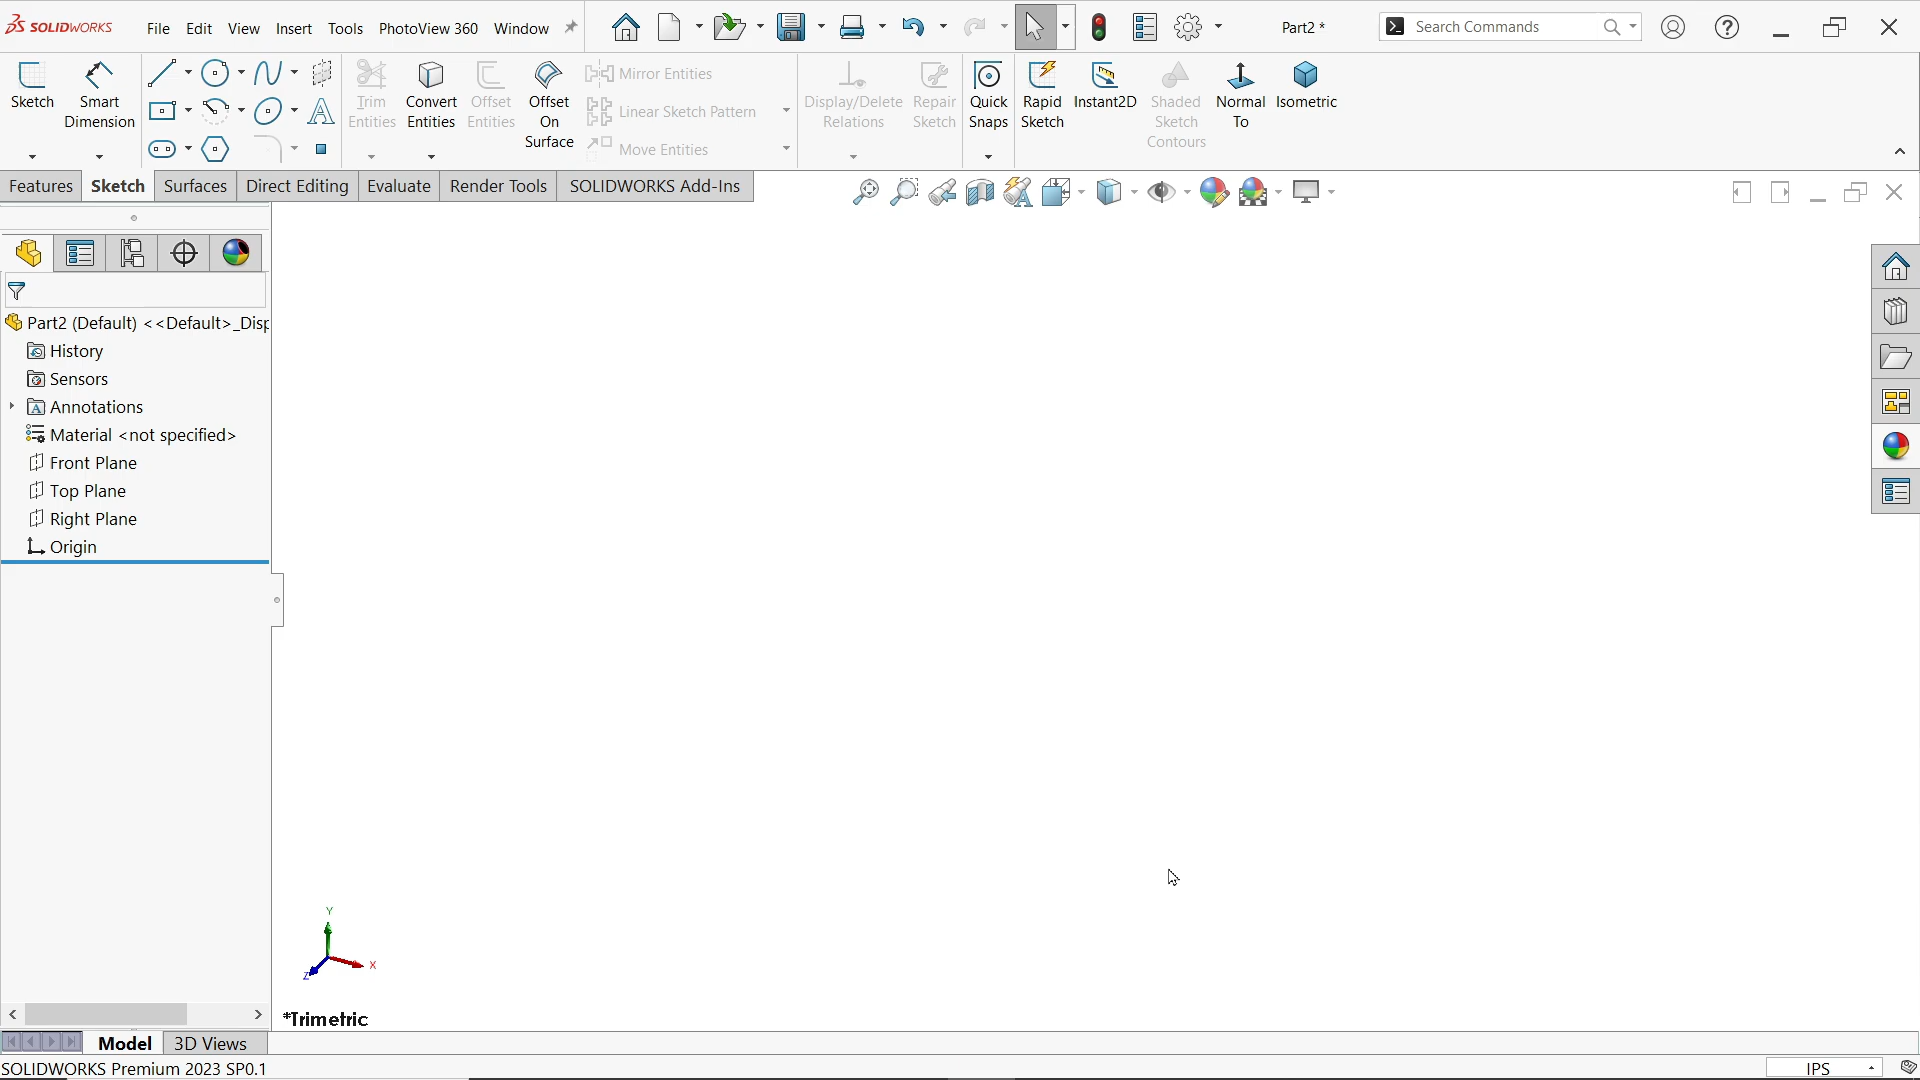 SOLIDWORKS File Edit View Insert Tools PhotoView 360 Window Part2 * Search Commands
Sketch Smart Dimension Trim Entities Convert Entities Offset Entities Offset On Surface Mirror Entities Display/Delete Relations Repair Sketch Quick Snaps Rapid Sketch Instant2D Shaded Sketch Contours Normal To Isometric
Linear Sketch Pattern
Move Entities
Features Sketch Surfaces Direct Editing Evaluate Render Tools SOLIDWORKS Add-Ins
Part2 (Default) <<Default>_Disp
History
Sensors
Annotations
Material <not specified>
Front Plane
Top Plane
Right Plane
Origin
Y
X
Z
*Trimetric
Model 3D Views
SOLIDWORKS Premium 2023 SP0.1 IPS